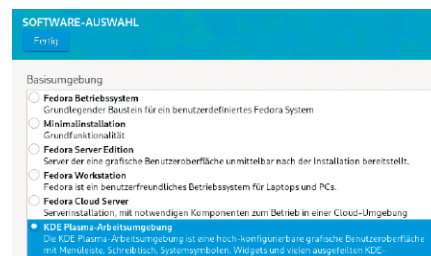 SOFTWARE-AUSWAHL
Fertig
Basisumgebung
Fedora Betriebssystem
Grundlegender Baustein für ein benutzerdefiniertes Fedora System
Minimalinstallation
Grundfunktionalität
Fedora Server Edition
Server der eine grafische Benutzeroberfläche unmittelbar nach der Installation bereitstellt.
Fedora Workstation
Fedora ist ein benutzerfreundliches Betriebssystem für Laptops und PCs.
Fedora Cloud Server
Serverinstallation, mit notwendigen Komponenten zum Betrieb in einer Cloud-Umgebung
KDE Plasma-Arbeitsumgebung
Die KDE Plasma-Arbeitsumgebung ist eine hoch-konfigurierbare grafische Benutzeroberfläche
mit Menüleiste, Schreibtisch, Systemsymbolen, Widgets und vielen ausgefeilten KDE-